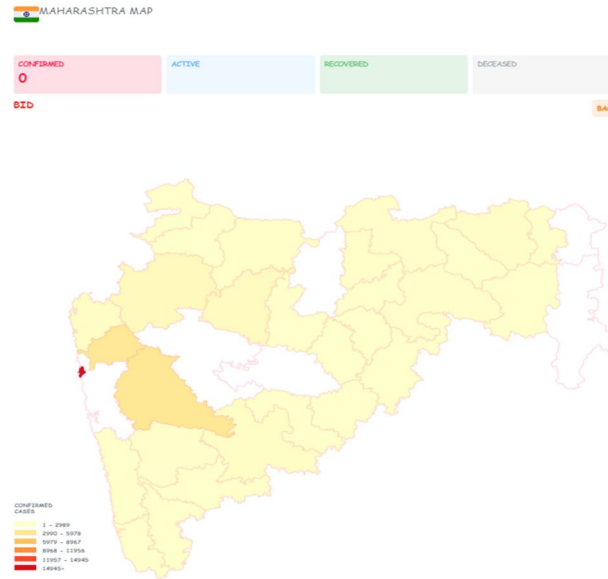 MAHARASHTRA MAP
CONFIRMED
0
ACTIVE
RECOVERED
DECEASED
BID
CONFIRMED
CASES
1 - 2989
2990 - 5978
5979 - 8967
8968 - 11956
11957 - 14945
14945+